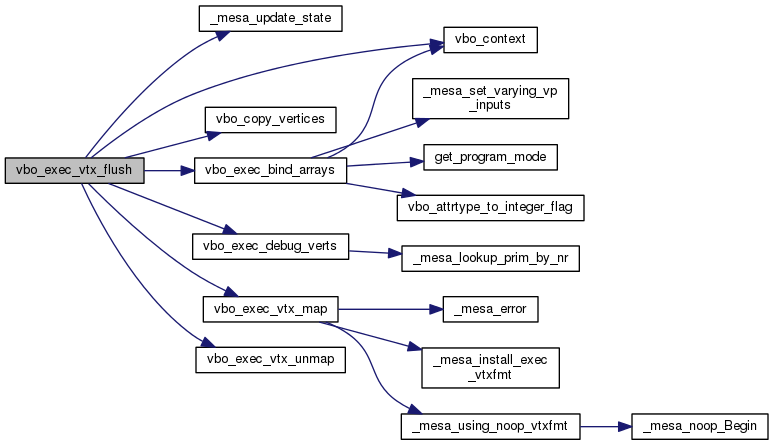 _mesa_update_state
vbo_context
_mesa_set_varying_vp
_inputs
vbo_copy_vertices
get_program_mode
vbo_exec_vtx_flush
vbo_exec_bind_arrays
vbo_attrtype_to_integer_flag
vbo_exec_debug_verts
_mesa_lookup_prim_by_nr
vbo_exec_vtx_map
_mesa_error
vbo_exec_vtx_unmap
_mesa_install_exec
_vtxfmt
_mesa_using_noop_vtxfmt
_mesa_noop_Begin